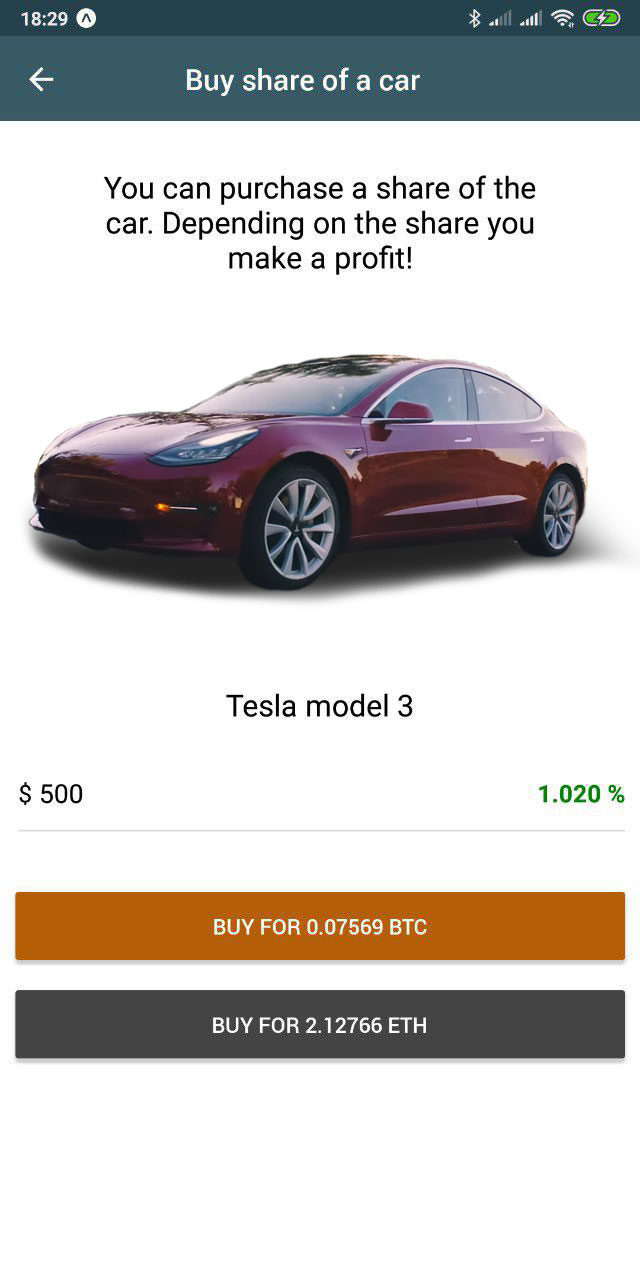 18:29
Buy share of a car
You can purchase a share of the
car. Depending on the share you
make a profit!
Tesla model 3
$ 500 1.020 %
BUY FOR 0.07569 BTC
BUY FOR 2.12766 ETH